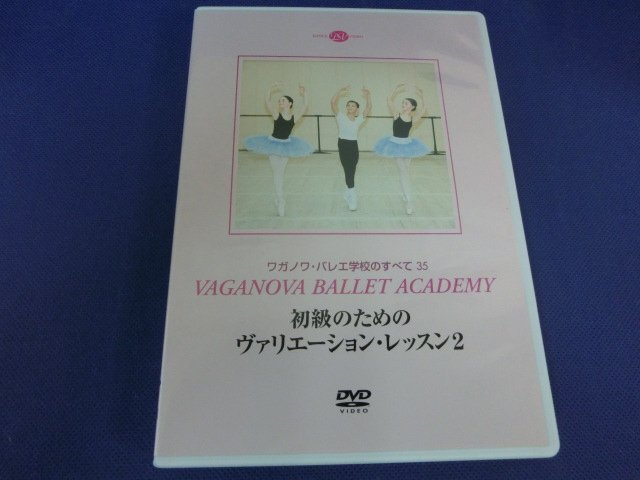 ワガノワ・バレエ学校のすべて 35
VAGANOVA BALLET ACADEMY
初級のための
ヴァリエーション・レッスン2
DVD
VIDEO